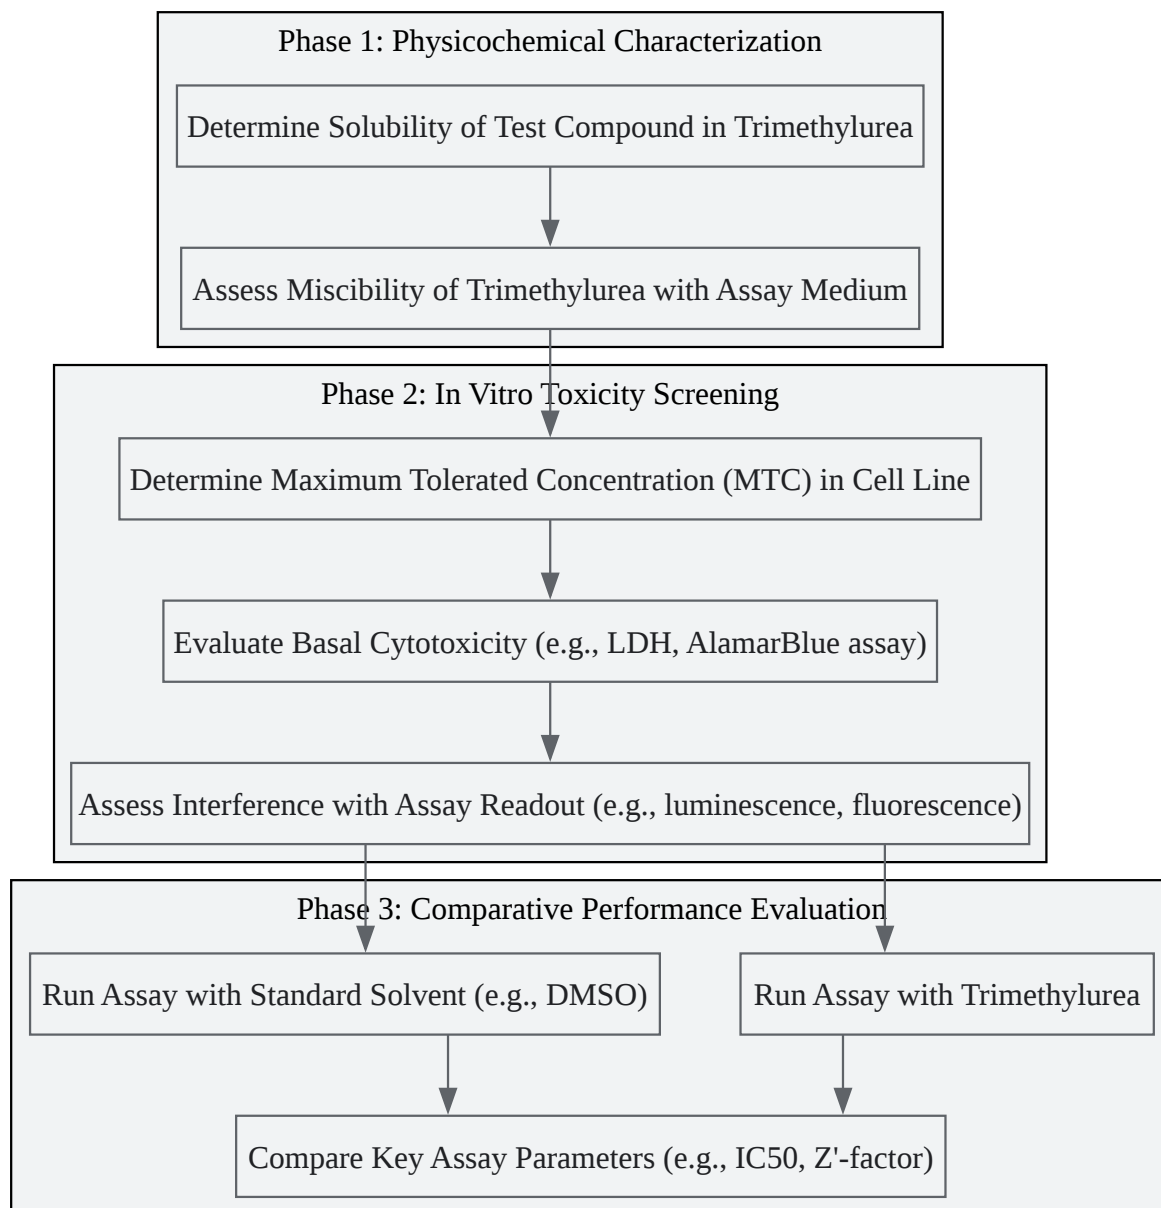 Phase 1: Physicochemical Characterization
Determine Solubility of Test Compound in Trimethylurea
Assess Miscibility of Trimethylurea with Assay Medium
Phase 2: In Vitro Toxicity Screening
Determine Maximum Tolerated Concentration (MTC) in Cell Line
Evaluate Basal Cytotoxicity (e.g., LDH, AlamarBlue assay)
Assess Interference with Assay Readout (e.g., luminescence, fluorescence)
Phase 3: Comparative Performance Evaluation
Run Assay with Standard Solvent (e.g., DMSO)
Run Assay with Trimethylurea
Compare Key Assay Parameters (e.g., IC50, Z'-factor)